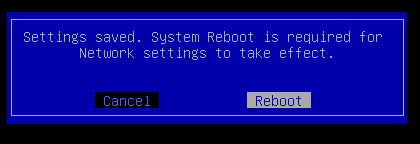 Settings saved. System Reboot is required for
Network settings to take effect.
Cancel Reboot